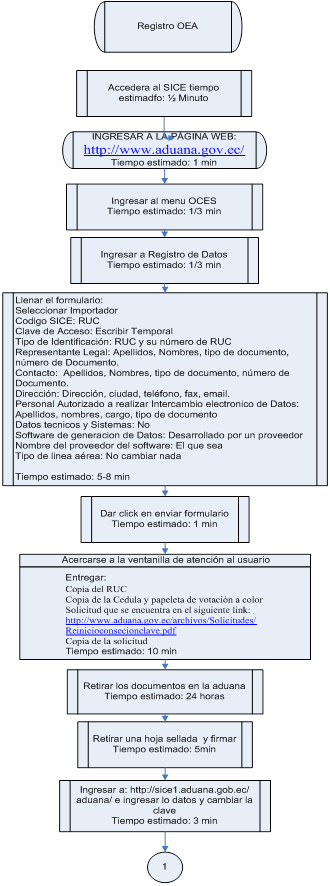 Registro OEA
Accedera al SICE tiempo
estimadfo: ½ Minuto
INGRESAR A LA PAGINA WEB:
http://www.aduana.gov.ec/
Tiempo estimado: 1 min
Ingresar al menu OCES
Tiempo estimado: 1/3 min
Ingresar a Registro de Datos
Tiempo estimado: 1/3 min
Llenar el formulario:
Seleccionar Importador
Codigo SICE: RUC
Clave de Acceso: Escribir Temporal
Tipo de Identificación: RUC y su número de RUC
Representante Legal: Apellidos, Nombres, tipo de documento,
número de Documento.
Contacto: Apellidos, Nombres, tipo de documento, número de
Documento.
Dirección: Dirección, ciudad, teléfono, fax, email.
Personal Autorizado a realizar Intercambio electronico de Datos:
Apellidos, nombres, cargo, tipo de documento
Datos tecnicos y Sistemas: No
Software de generacion de Datos: Desarrollado por un proveedor
Nombre del proveedor del software: El que sea
Tipo de linea aérea: No cambiar nada
Tiempo estimado: 5-8 min
Dar click en enviar formulario
Tiempo estimado: 1 min
Acercarse a la ventanilla de atención al usuario
Entregar:
Copia del RUC
Copia de la Cedula y papeleta de votación a color
Solicitud que se encuentra en el siguiente link:
http://www.aduana.gov.ec/archivos/Solicitudes/
Reinicioconsecionclave.pdf
Copia de la solicitud
Tiempo estimado: 10 min
Retirar los documentos en la aduana
Tiempo estimado: 24 horas
Retirar una hoja sellada y firmar
Tiempo estimado: 5min
Ingresar a: http://sice1.aduana.gob.ec/
aduana/ e ingresar lo datos y cambiar la
clave
Tiempo estimado: 3 min
1